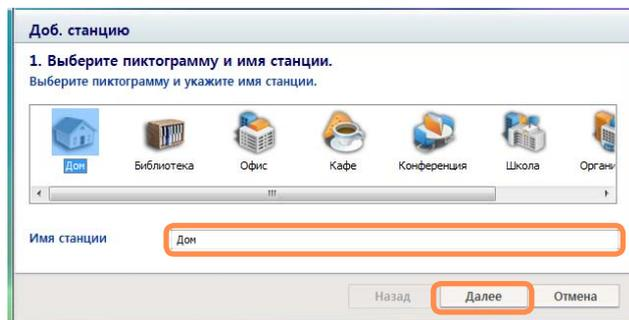 Доб. станцию
1. Выберите пиктограмму и имя станции.
Выберите пиктограмму и укажите имя станции.
Дом Библиотека Офис Кафе Конференция Школа Органи
Имя станции Дом
Назад Далее Отмена